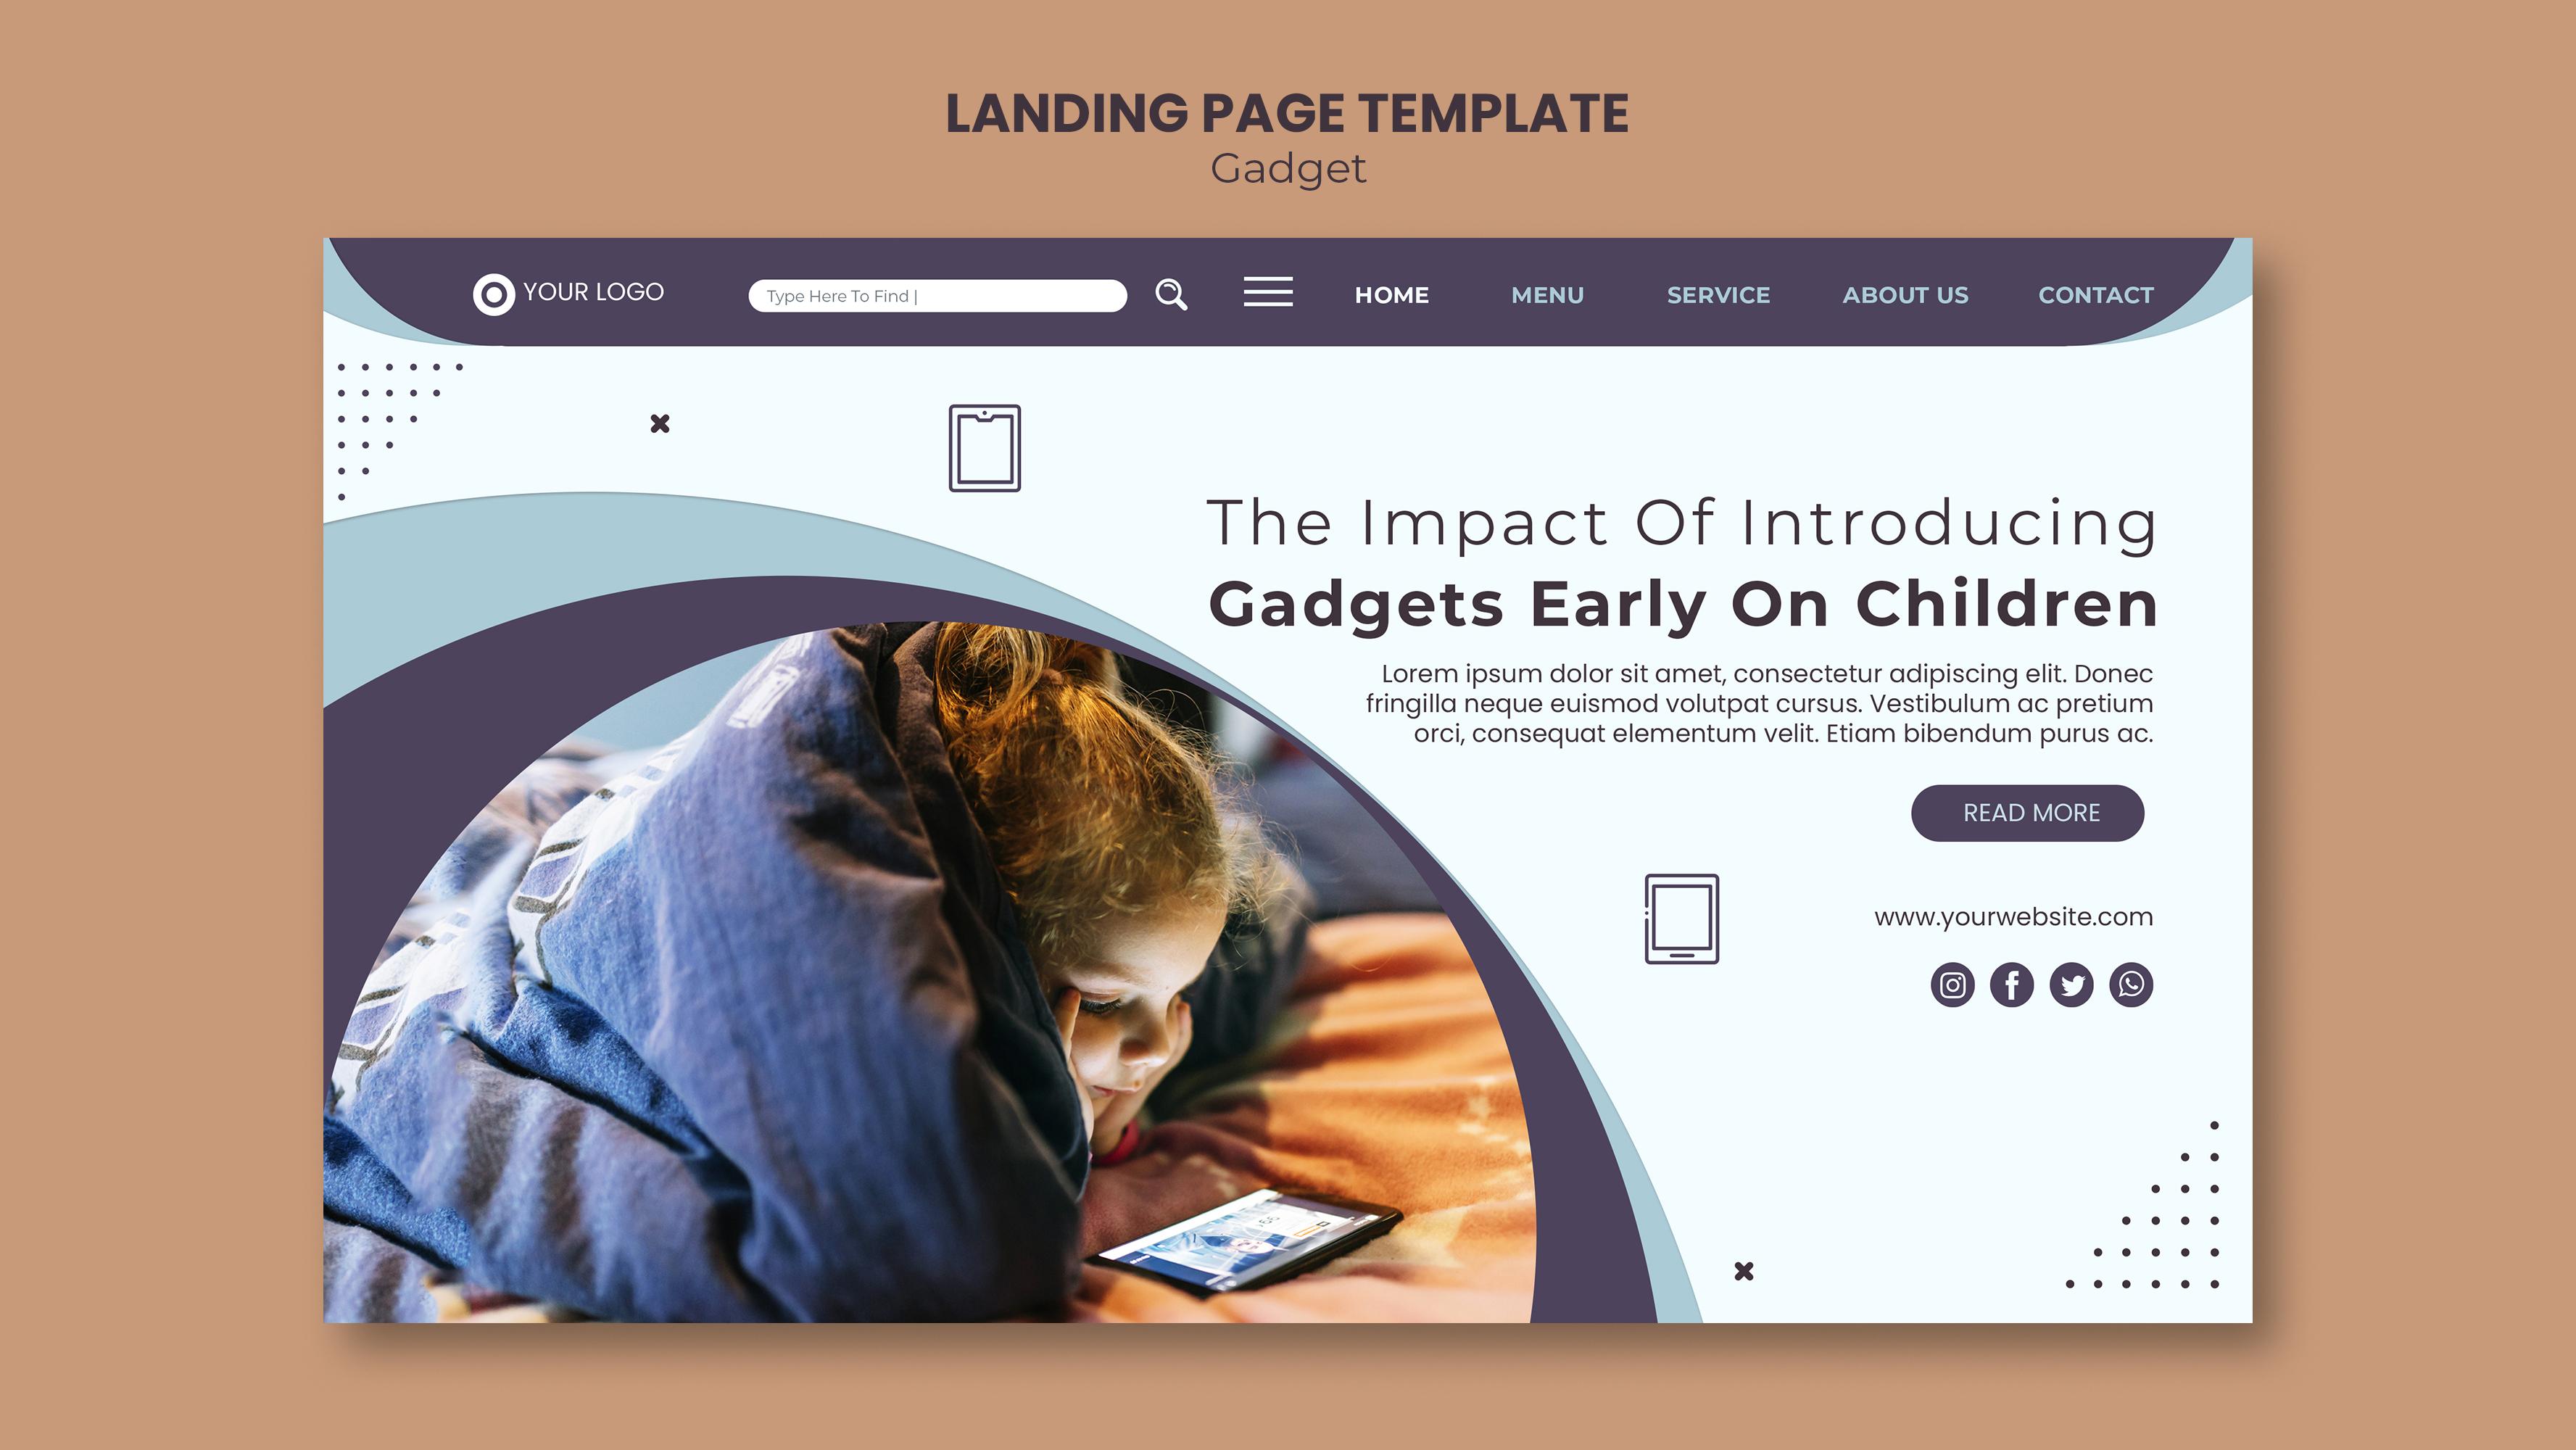 LANDING PAGE TEMPLATE
Gadget
YOUR LOGO
Type Here To Find |
HOME MENU SERVICE ABOUT US CONTACT
The Impact Of Introducing
Gadgets Early On Children
Lorem ipsum dolor sit amet, consectetur adipiscing elit. Donec
fringilla neque euismod volutpat cursus. Vestibulum ac pretium
orci, consequat elementum velit. Etiam bibendum purus ac.
READ MORE
www.yourwebsite.com